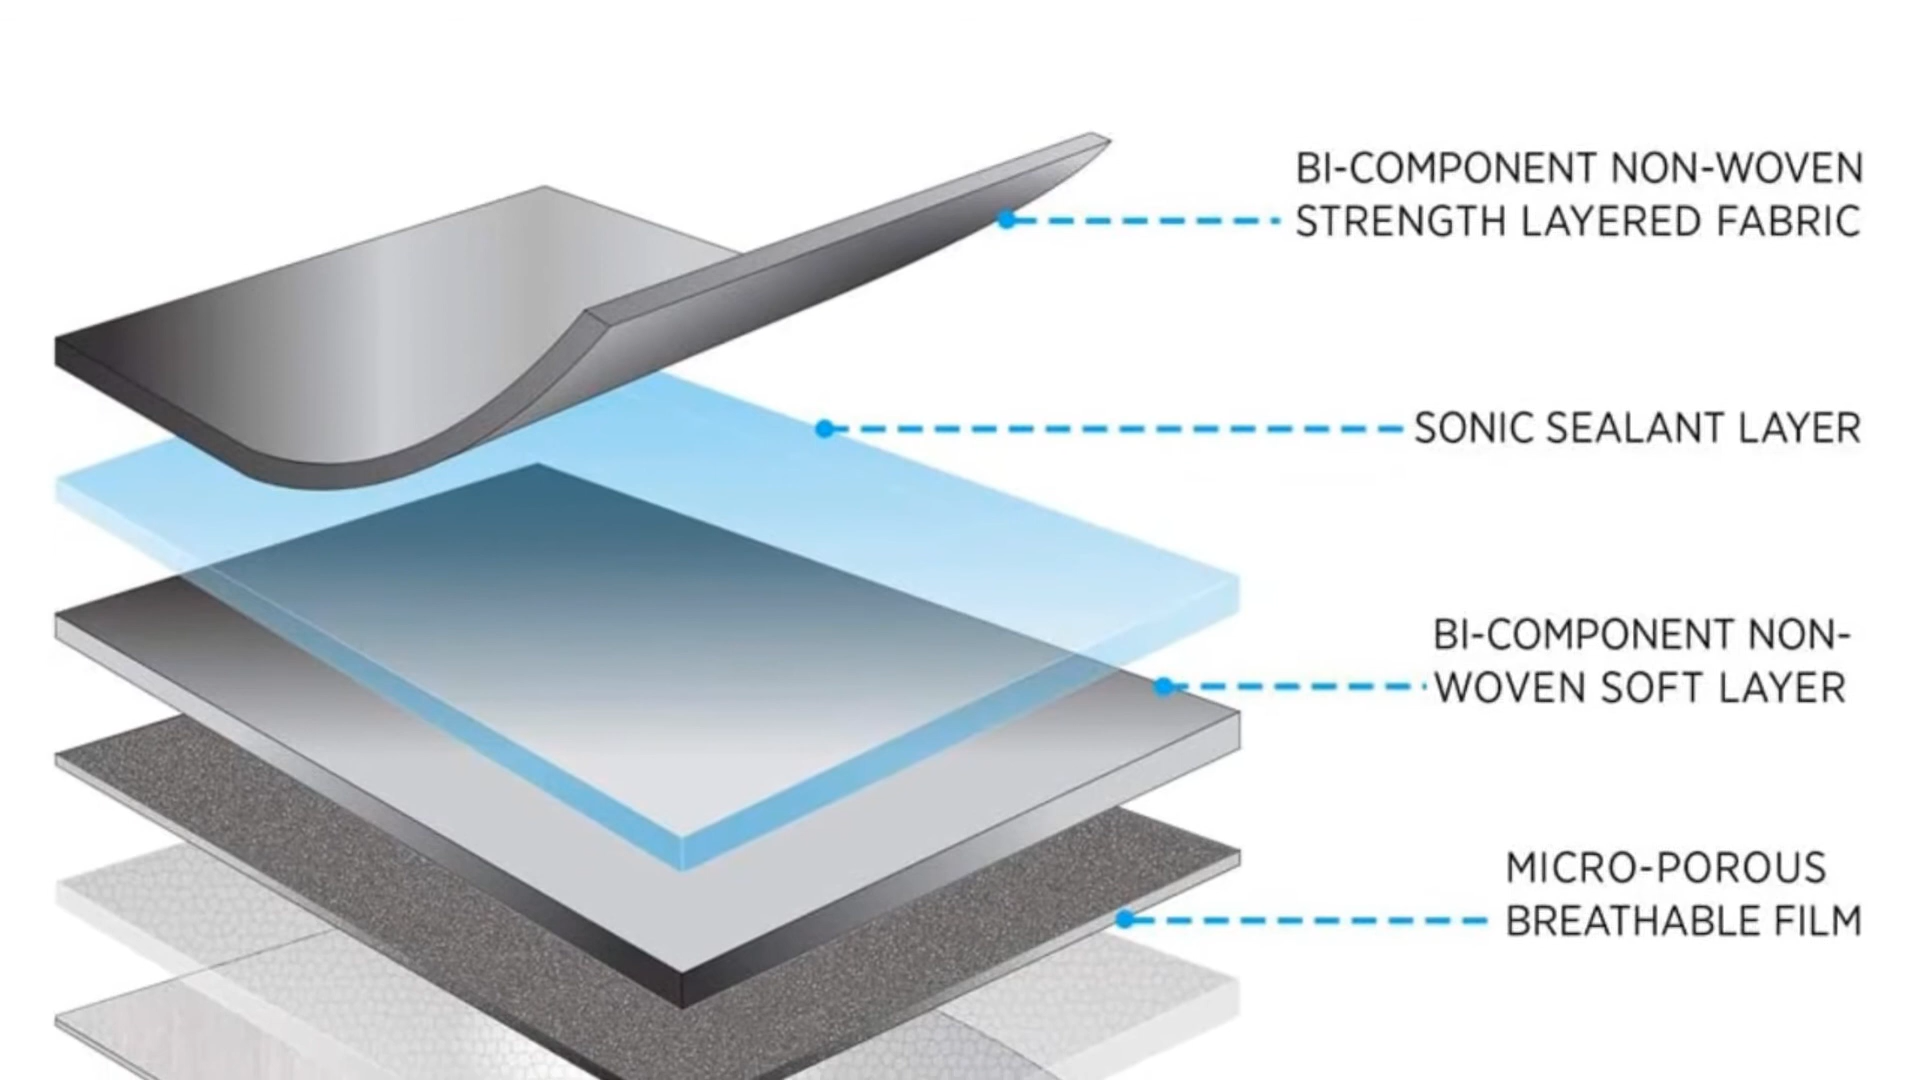 BI-COMPONENT NON-WOVEN
STRENGTH LAYERED FABRIC
SONIC SEALANT LAYER
BI-COMPONENT NON-
WOVEN SOFT LAYER
MICRO-POROUS
BREATHABLE FILM